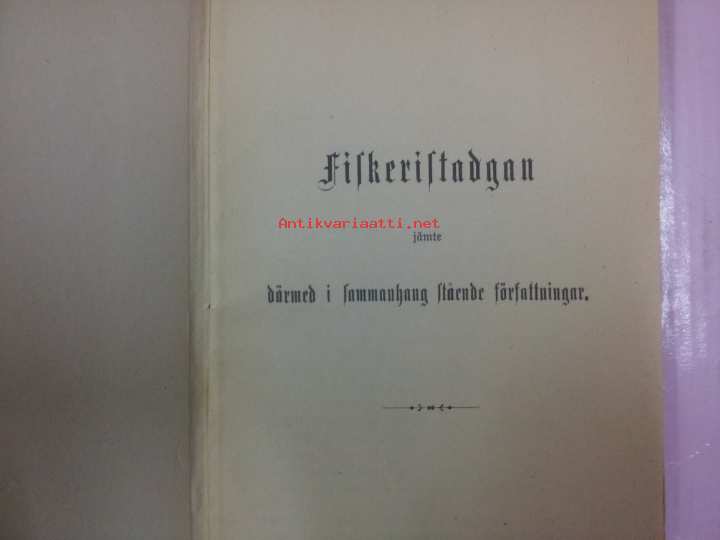 Fiskeristadgan
Antikvariaatti.net
jämte
därmed i sammanhang stående författningar.